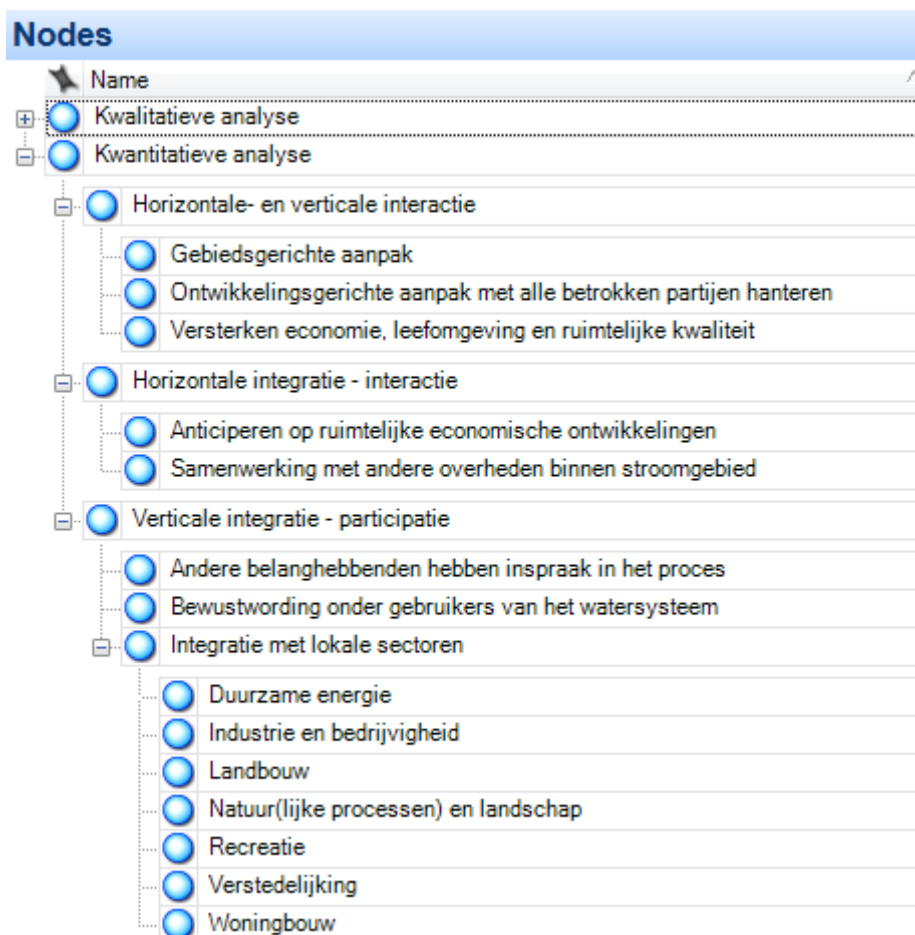 Nodes
Name
Kwalitatieve analyse
Kwantitatieve analyse
Horizontale- en verticale interactie
Gebiedsgerichte aanpak
Ontwikkelingsgerichte aanpak met alle betrokken partijen hanteren
Versterken economie, leefomgeving en ruimtelijke kwaliteit
Horizontale integratie - interactie
Anticiperen op ruimtelijke economische ontwikkelingen
Samenwerking met andere overheden binnen stroomgebied
Verticale integratie - participatie
Andere belanghebbenden hebben inspraak in het proces
Bewustwording onder gebruikers van het watersysteem
Integratie met lokale sectoren
Duurzame energie
Industrie en bedrijvigheid
Landbouw
Natuur(lijke processen) en landschap
Recreatie
Verstedelijking
Woningbouw